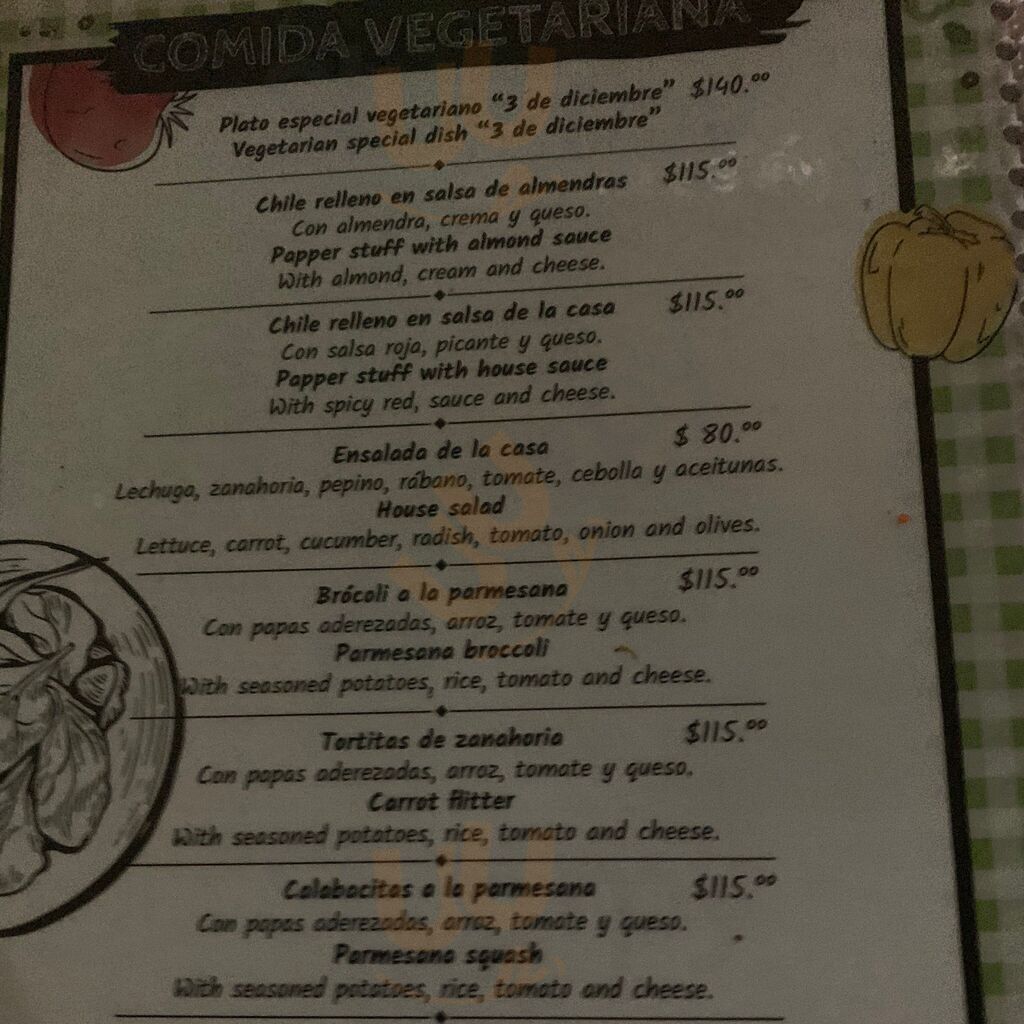 COMIDA VEGETARIANA
Plato especial vegetariano "3 de diciembre" $140.00
Vegetarian special dish "3 de diciembre"
Chile relleno en salsa de almendras $115.00
Con almendra, crema y queso.
Papper stuff with almond sauce
With almond, cream and cheese.
Chile relleno en salsa de la casa $115.00
Con salsa roja, picante y queso.
Papper stuff with house sauce
With spicy red, sauce and cheese.
Ensalada de la casa $ 80.00
Lechuga, zanahoria, pepino, rábano, tomate, cebolla y aceitunas.
House salad
Lettuce, carrot, cucumber, radish, tomato, onion and olives.
Brócoli a la parmesana $115.00
Con papas aderezadas, arroz, tomate y queso.
Parmesana broccoli
With seasoned potatoes, rice, tomato and cheese.
Tortitas de zanahoria $115.00
Con papas aderezadas, arroz, tomate y queso.
Carrot flitter
With seasoned potatoes, rice, tomato and cheese.
Calabacitas a la parmesana $115.00
Con papas aderezadas, arroz, tomate y queso.
Parmesana squash
With seasoned potatoes, rice, tomato and cheese.